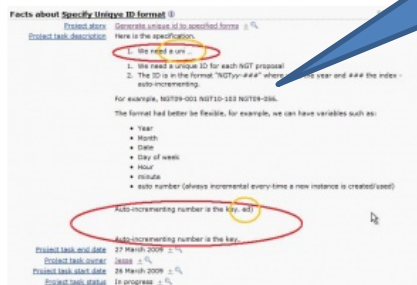 Facts about Specify Uniqye ID format
Project story Generate unique id to specified forms +
Project task description Here is the specification.
1. We need a uni ...
1. We need a unique ID for each NGT proposal
2. The ID is in the format "NGTyy-###" where the year and ### the index -
auto-incrementing.
For example, NGT09-001 NGT10-103 NGT09-056.
The format had better be flexible, for example, we can have variables such as:
• Year
• Month
• Date
• Day of week
• Hour
• minute
• auto number (always incremental every-time a new instance is created/used)
Auto-incrementing number is the key. ed)
Auto-incrementing number is the key.
Project task end date 27 March 2009 +
Project task owner Jesse +
Project task start date 26 March 2009 +
Project task status In progress +